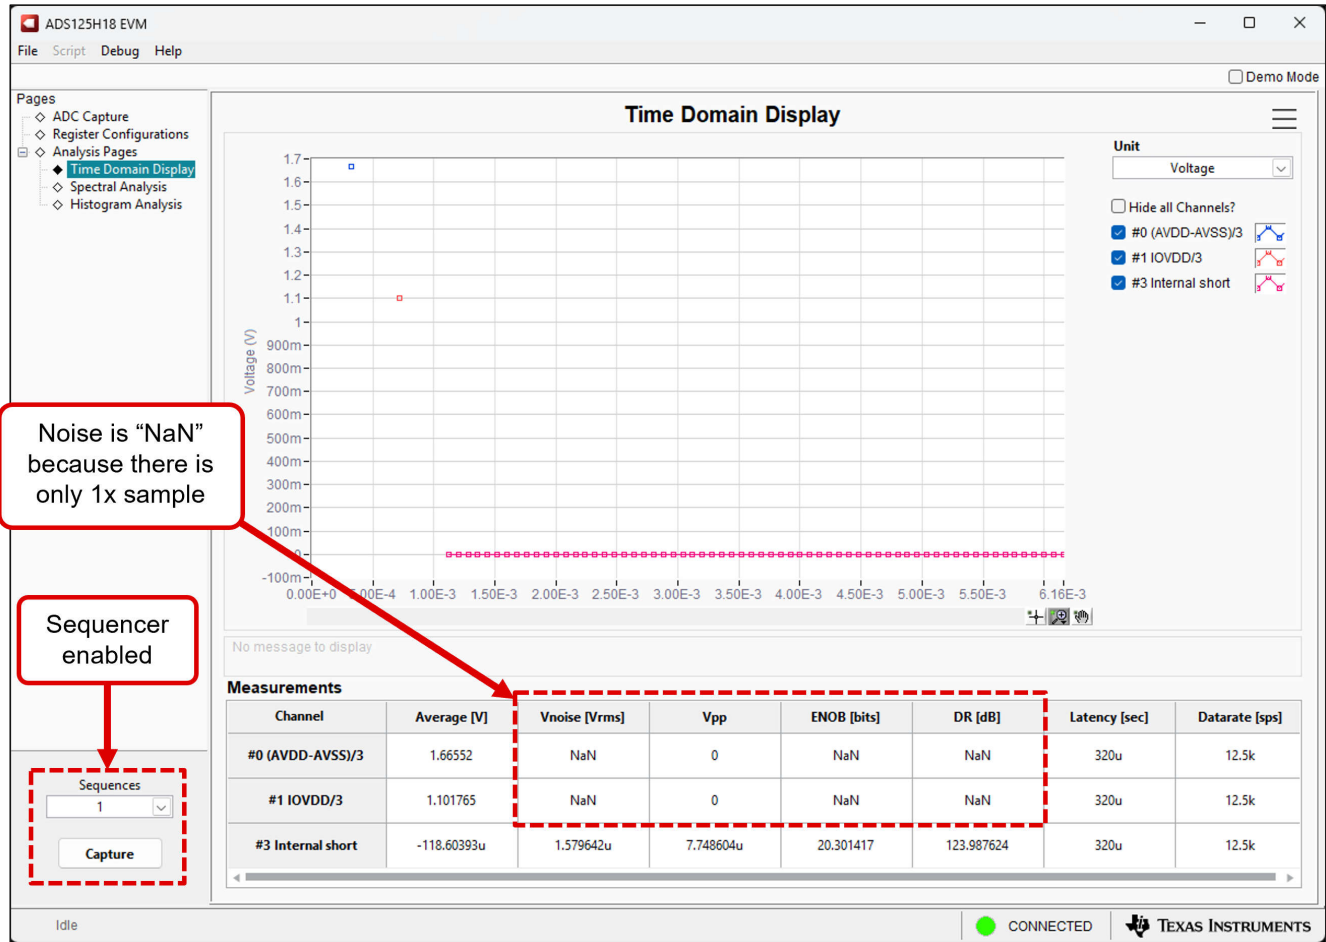 ADS125H18 EVM
File Script Debug Help
Demo Mode
Pages
ADC Capture
Register Configurations
Analysis Pages
Time Domain Display
Spectral Analysis
Histogram Analysis
Time Domain Display
Unit
Voltage
Hide all Channels?
#0 (AVDD-AVSS)/3
#1 IOVDD/3
#3 Internal short
Voltage (V)
1.7
1.6
1.5
1.4
1.3
1.2
1.1
1
900m
800m
700m
600m
500m
400m
300m
200m
100m
0
-100m
0.00E+0 5.00E-4 1.00E-3 1.50E-3 2.00E-3 2.50E-3 3.00E-3 3.50E-3 4.00E-3 4.50E-3 5.00E-3 5.50E-3 6.16E-3
Noise is “NaN”
because there is
only 1x sample
Sequencer
enabled
No message to display
Measurements
Channel Average [V] Vnoise [Vrms] Vpp ENOB [bits] DR [dB] Latency [sec] Datarate [sps]
#0 (AVDD-AVSS)/3 1.66552 NaN 0 NaN NaN 320u 12.5k
#1 IOVDD/3 1.101765 NaN 0 NaN NaN 320u 12.5k
#3 Internal short -118.60393u 1.579642u 7.748604u 20.301417 123.987624 320u 12.5k
Sequences
1
Capture
Idle
CONNECTED
TEXAS INSTRUMENTS